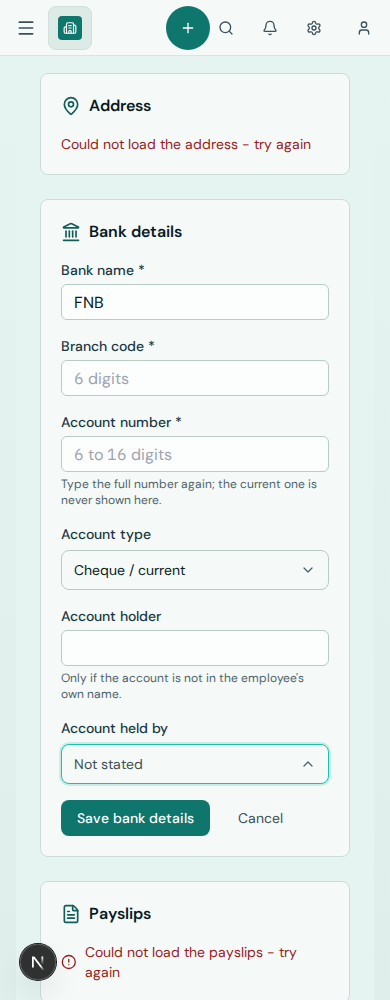 Address
Could not load the address - try again
Bank details
Bank name *
FNB
Branch code *
6 digits
Account number *
6 to 16 digits
Type the full number again; the current one is
never shown here.
Account type
Cheque / current
Account holder
Only if the account is not in the employee's
own name.
Account held by
Not stated
Save bank details
Cancel
Payslips
Could not load the payslips - try
again
N